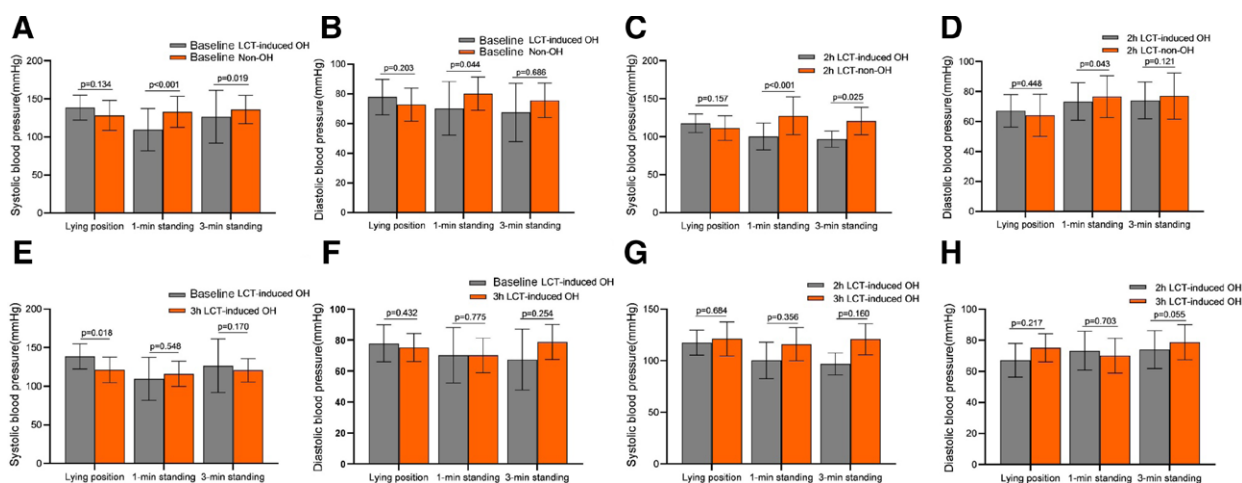 A
Baseline LCT-induced OH
Baseline Non-OH
Systolic blood pressure(mmHg)
200
150
100
50
0
p=0.134
p<0.001
p=0.019
Lying position
1-min standing
3-min standing
B
Baseline LCT-induced OH
Baseline Non-OH
Diastolic blood pressure(mmHg)
100
80
60
40
20
0
p=0.203
p=0.044
p=0.686
Lying position
1-min standing
3-min standing
C
2h LCT-induced OH
2h LCT-non-OH
Systolic blood pressure(mmHg)
200
150
100
50
0
p=0.157
p<0.001
p=0.025
Lying position
1-min standing
3-min standing
D
2h LCT-induced OH
2h LCT-non-OH
Diastolic blood pressure(mmHg)
100
80
60
40
20
0
p=0.448
p=0.043
p=0.121
Lying position
1-min standing
3-min standing
E
Baseline LCT-induced OH
3h LCT-induced OH
Systolic blood pressure(mmHg)
200
150
100
50
0
p=0.018
p=0.548
p=0.170
Lying position
1-min standing
3-min standing
F
Baseline LCT-induced OH
3h LCT-induced OH
Diastolic blood pressure(mmHg)
100
80
60
40
20
0
p=0.432
p=0.775
p=0.254
Lying position
1-min standing
3-min standing
G
2h LCT-induced OH
3h LCT-induced OH
Systolic blood pressure(mmHg)
150
100
50
0
p=0.684
p=0.356
p=0.160
Lying position
1-min standing
3-min standing
H
2h LCT-induced OH
3h LCT-induced OH
Diastolic blood pressure(mmHg)
100
80
60
40
20
0
p=0.217
p=0.703
p=0.055
Lying position
1-min standing
3-min standing